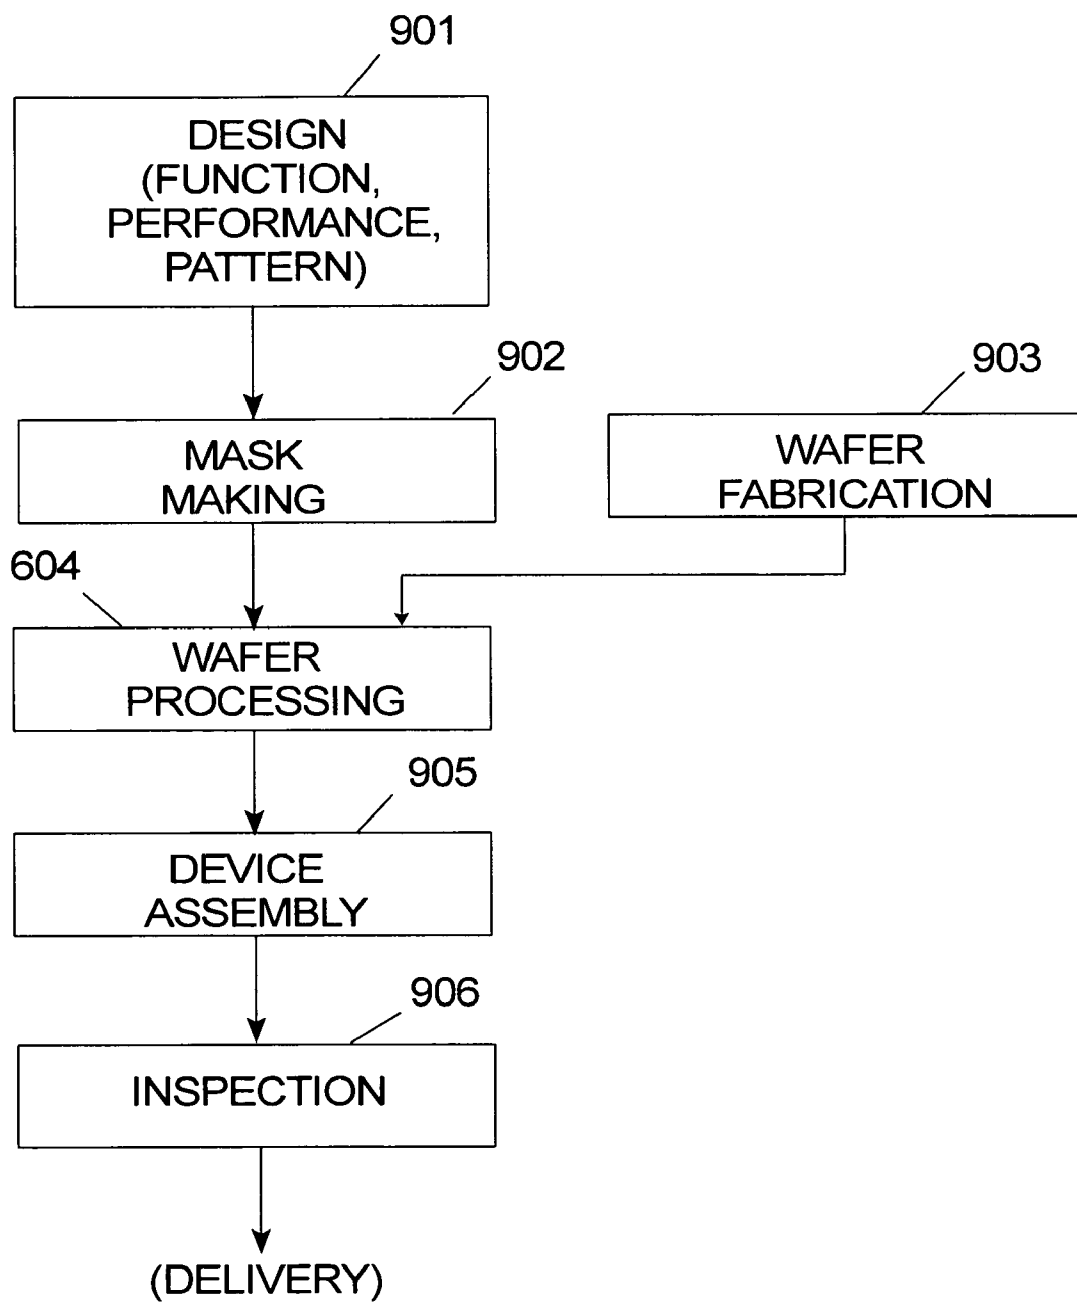 901
DESIGN
(FUNCTION,
PERFORMANCE,
PATTERN)
902
MASK
MAKING
903
WAFER
FABRICATION
604
WAFER
PROCESSING
905
DEVICE
ASSEMBLY
906
INSPECTION
(DELIVERY)